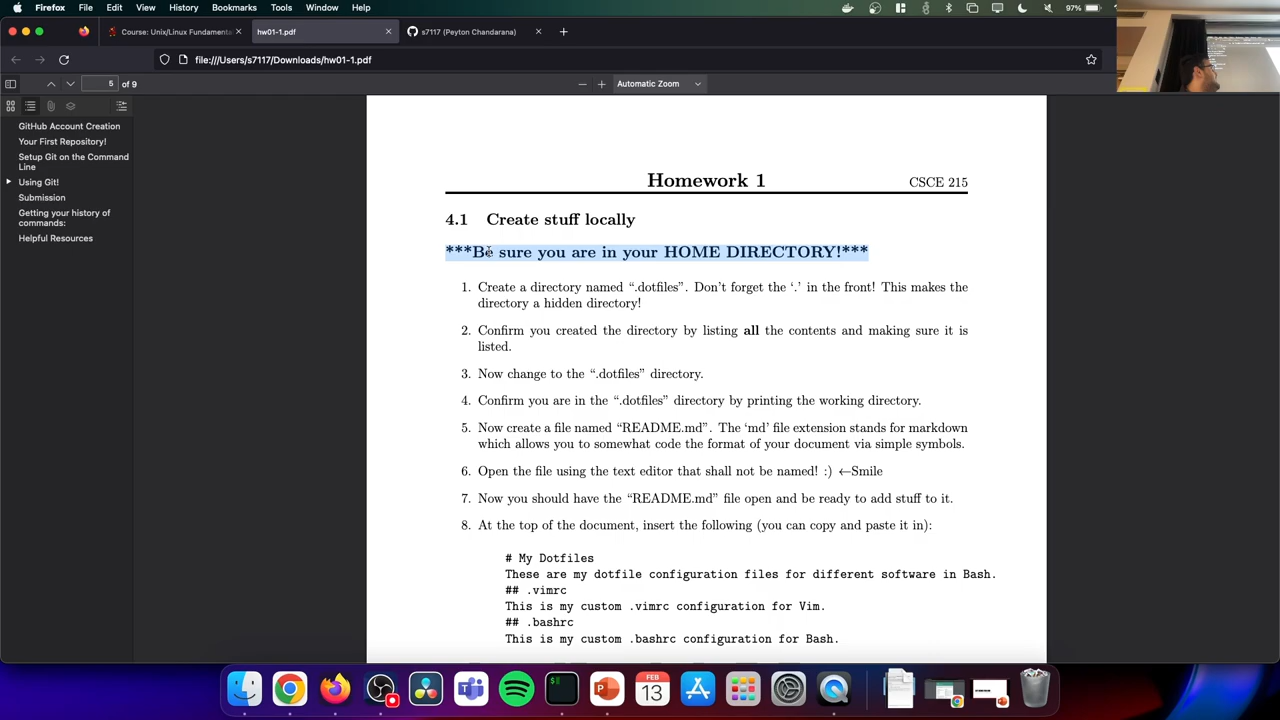 Firefox File Edit View History Bookmarks Tools Window Help 97%
Course: Unix/Linux Fundament
hw01-1.pdf
s7117 (Peyton Chandarana)
file:///Users/s7117/Downloads/hw01-1.pdf
5 of 9
Automatic Zoom
GitHub Account Creation
Your First Repository!
Setup Git on the Command
Line
Using Git!
Submission
Getting your history of
commands:
Helpful Resources
Homework 1
CSCE 215
4.1 Create stuff locally
***Be sure you are in your HOME DIRECTORY!***
1. Create a directory named “.dotfiles”. Don’t forget the ‘.’ in the front! This makes the
directory a hidden directory!
2. Confirm you created the directory by listing all the contents and making sure it is
listed.
3. Now change to the “.dotfiles” directory.
4. Confirm you are in the “.dotfiles” directory by printing the working directory.
5. Now create a file named “README.md”. The ‘md’ file extension stands for markdown
which allows you to somewhat code the format of your document via simple symbols.
6. Open the file using the text editor that shall not be named! :) ←Smile
7. Now you should have the “README.md” file open and be ready to add stuff to it.
8. At the top of the document, insert the following (you can copy and paste it in):
# My Dotfiles
These are my dotfile configuration files for different software in Bash.
## .vimrc
This is my custom .vimrc configuration for Vim.
## .bashrc
This is my custom .bashrc configuration for Bash.
FEB
13